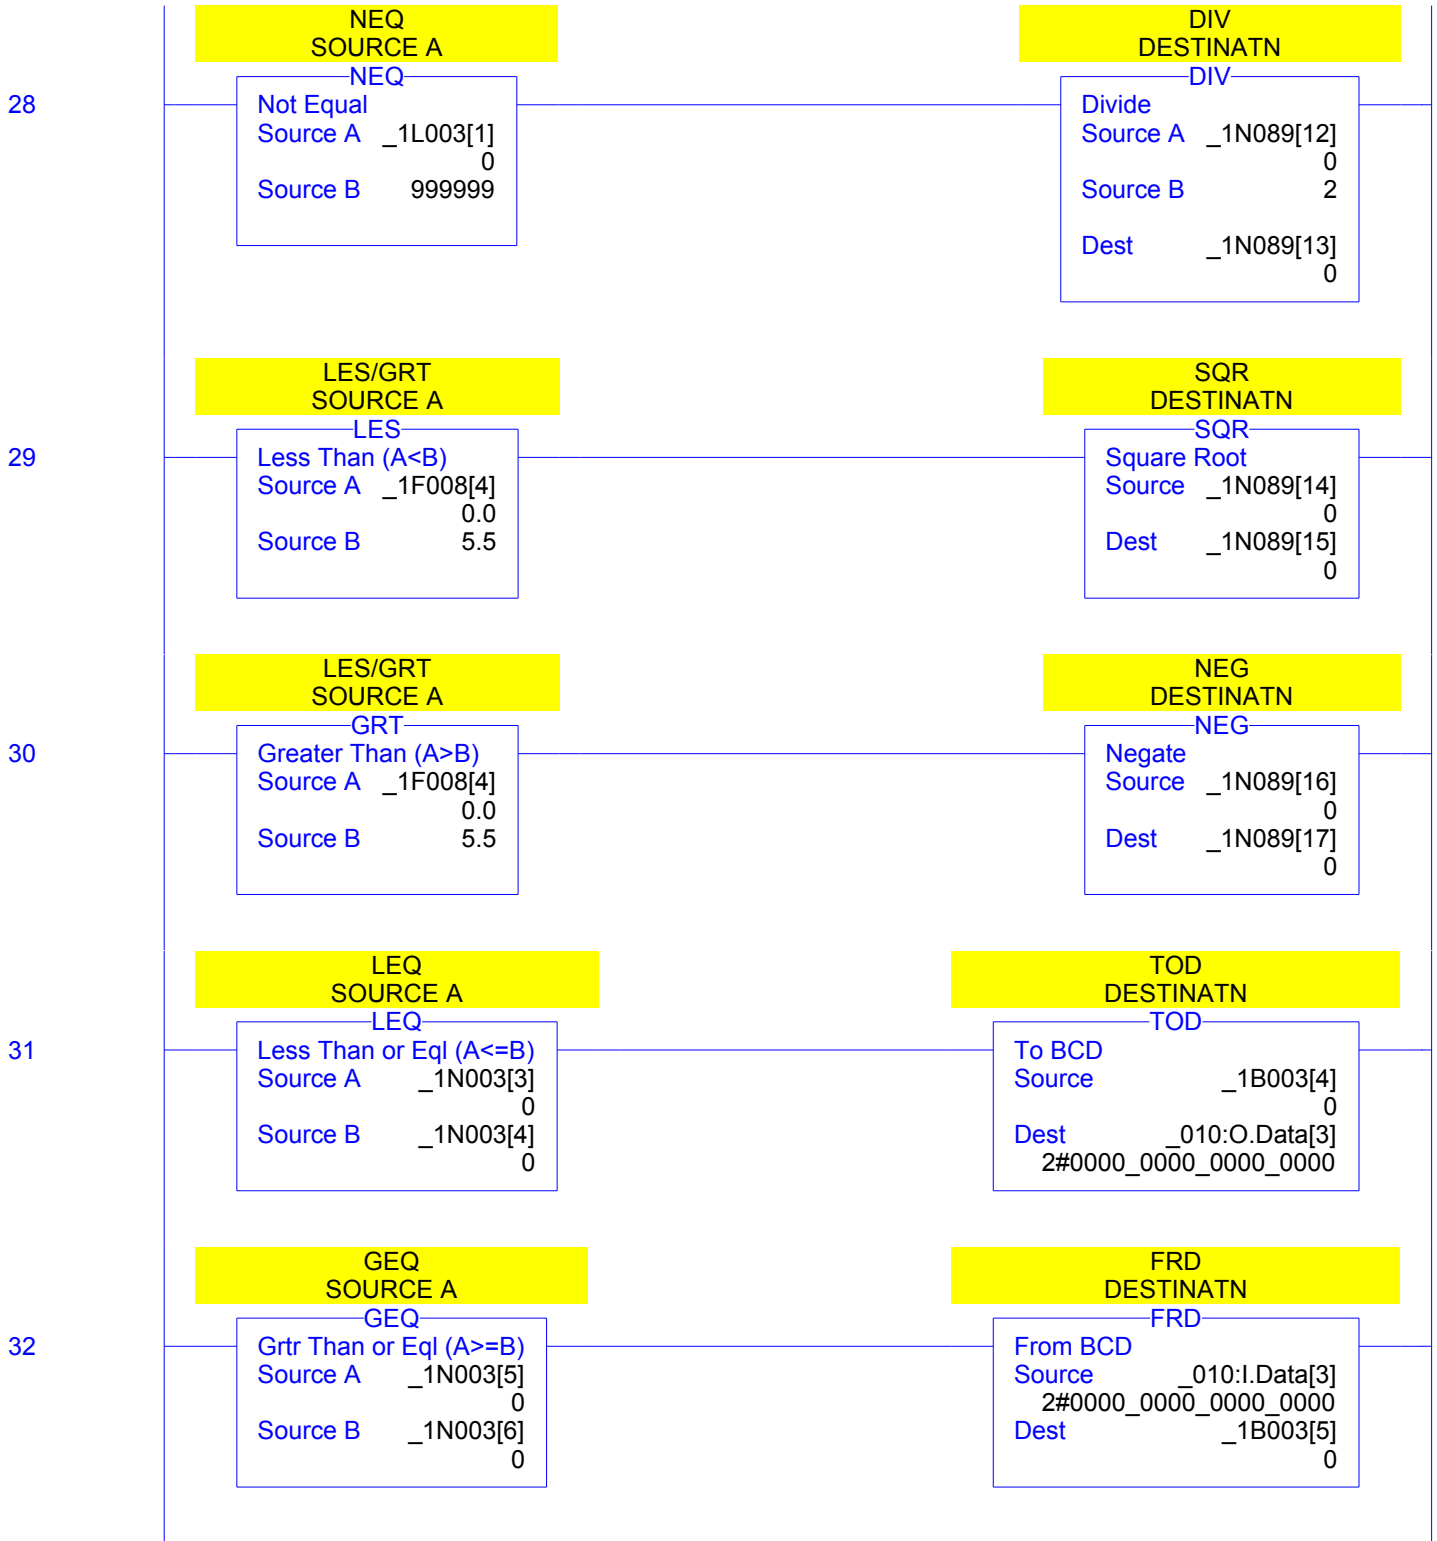 NEQ
SOURCE A
DIV
DESTINATN
28
NEQ
Not Equal
Source A _1L003[1]
0
Source B 999999
DIV
Divide
Source A _1N089[12]
0
Source B 2
Dest _1N089[13]
0
LES/GRT
SOURCE A
SQR
DESTINATN
29
LES
Less Than (A<B)
Source A _1F008[4]
0.0
Source B 5.5
SQR
Square Root
Source _1N089[14]
0
Dest _1N089[15]
0
LES/GRT
SOURCE A
NEG
DESTINATN
30
GRT
Greater Than (A>B)
Source A _1F008[4]
0.0
Source B 5.5
NEG
Negate
Source _1N089[16]
0
Dest _1N089[17]
0
LEQ
SOURCE A
TOD
DESTINATN
31
LEQ
Less Than or Eql (A<=B)
Source A _1N003[3]
0
Source B _1N003[4]
0
TOD
To BCD
Source _1B003[4]
0
Dest _010:O.Data[3]
2#0000_0000_0000_0000
GEQ
SOURCE A
FRD
DESTINATN
32
GEQ
Grtr Than or Eql (A>=B)
Source A _1N003[5]
0
Source B _1N003[6]
0
FRD
From BCD
Source _010:I.Data[3]
2#0000_0000_0000_0000
Dest _1B003[5]
0